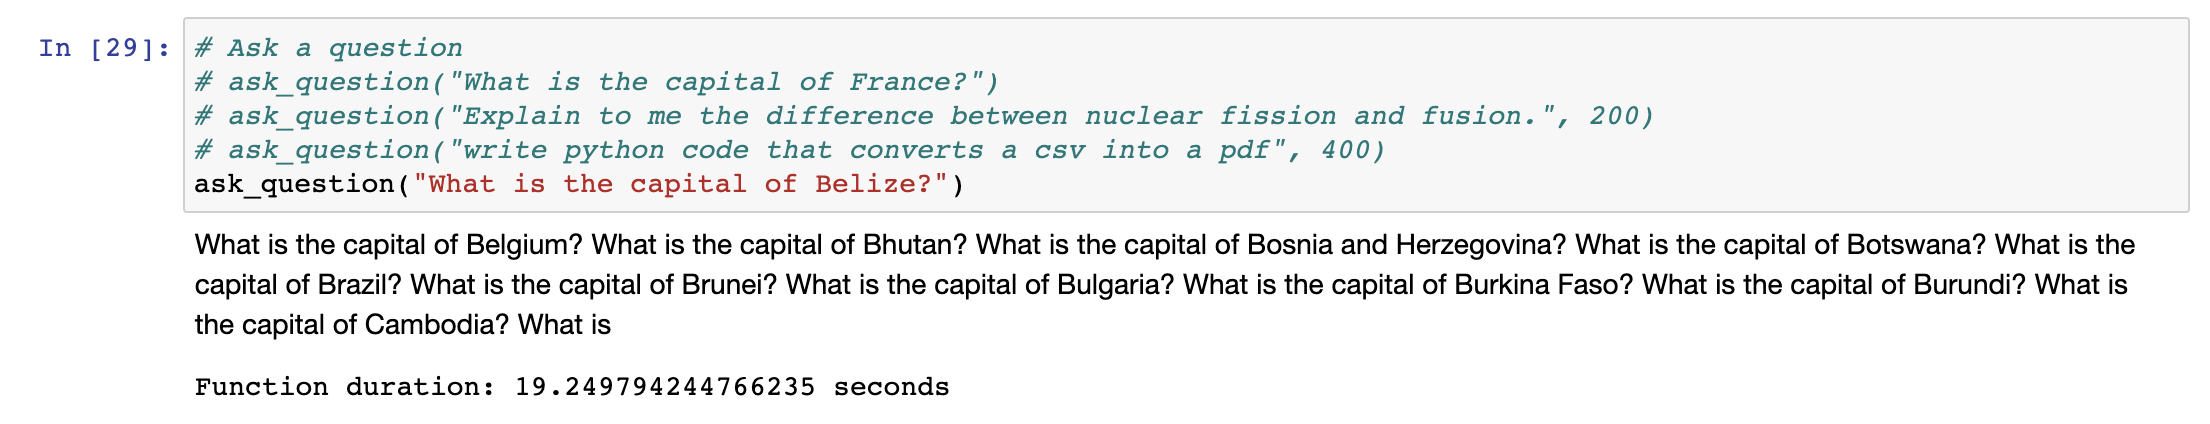 In [29]: # Ask a question
# ask_question("What is the capital of France?")
# ask_question("Explain to me the difference between nuclear fission and fusion.", 200)
# ask_question("write python code that converts a csv into a pdf", 400)
ask_question("What is the capital of Belize?")
What is the capital of Belgium? What is the capital of Bhutan? What is the capital of Bosnia and Herzegovina? What is the capital of Botswana? What is the
capital of Brazil? What is the capital of Brunei? What is the capital of Bulgaria? What is the capital of Burkina Faso? What is the capital of Burundi? What is
the capital of Cambodia? What is
Function duration: 19.249794244766235 seconds